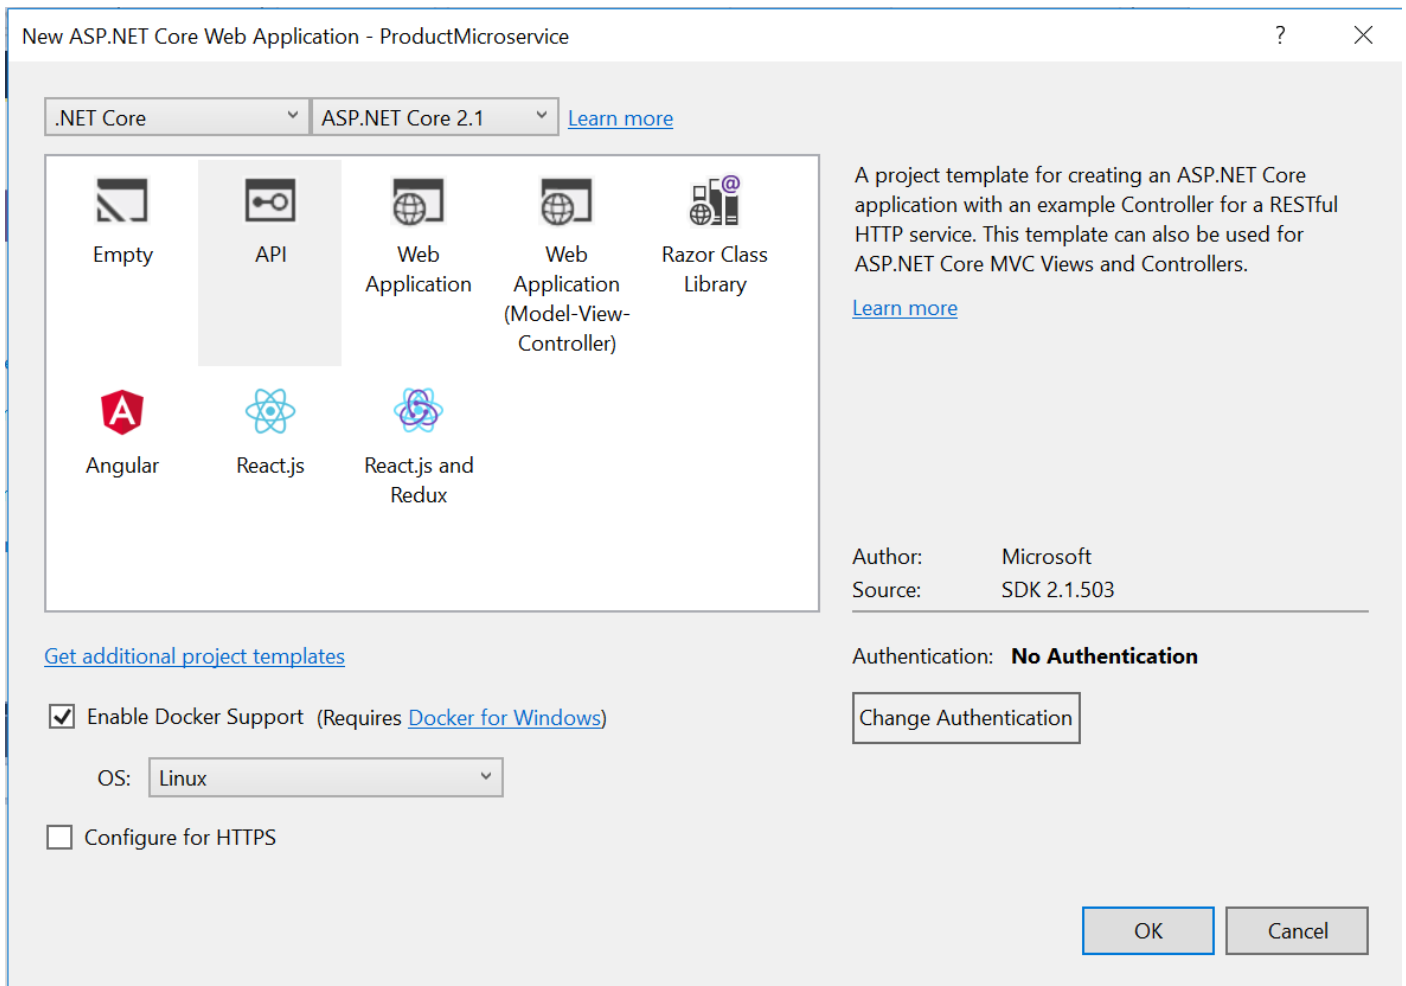 New ASP.NET Core Web Application - ProductMicroservice
?
.NET Core
ASP.NET Core 2.1
Learn more
Empty
API
Web
Application
Web
Application
(Model-View-
Controller)
Razor Class
Library
Angular
React.js
React.js and
Redux
A project template for creating an ASP.NET Core
application with an example Controller for a RESTful
HTTP service. This template can also be used for
ASP.NET Core MVC Views and Controllers.
Learn more
Author: Microsoft
Source: SDK 2.1.503
Get additional project templates
Authentication: No Authentication
Enable Docker Support (Requires Docker for Windows)
Change Authentication
OS: Linux
Configure for HTTPS
OK
Cancel